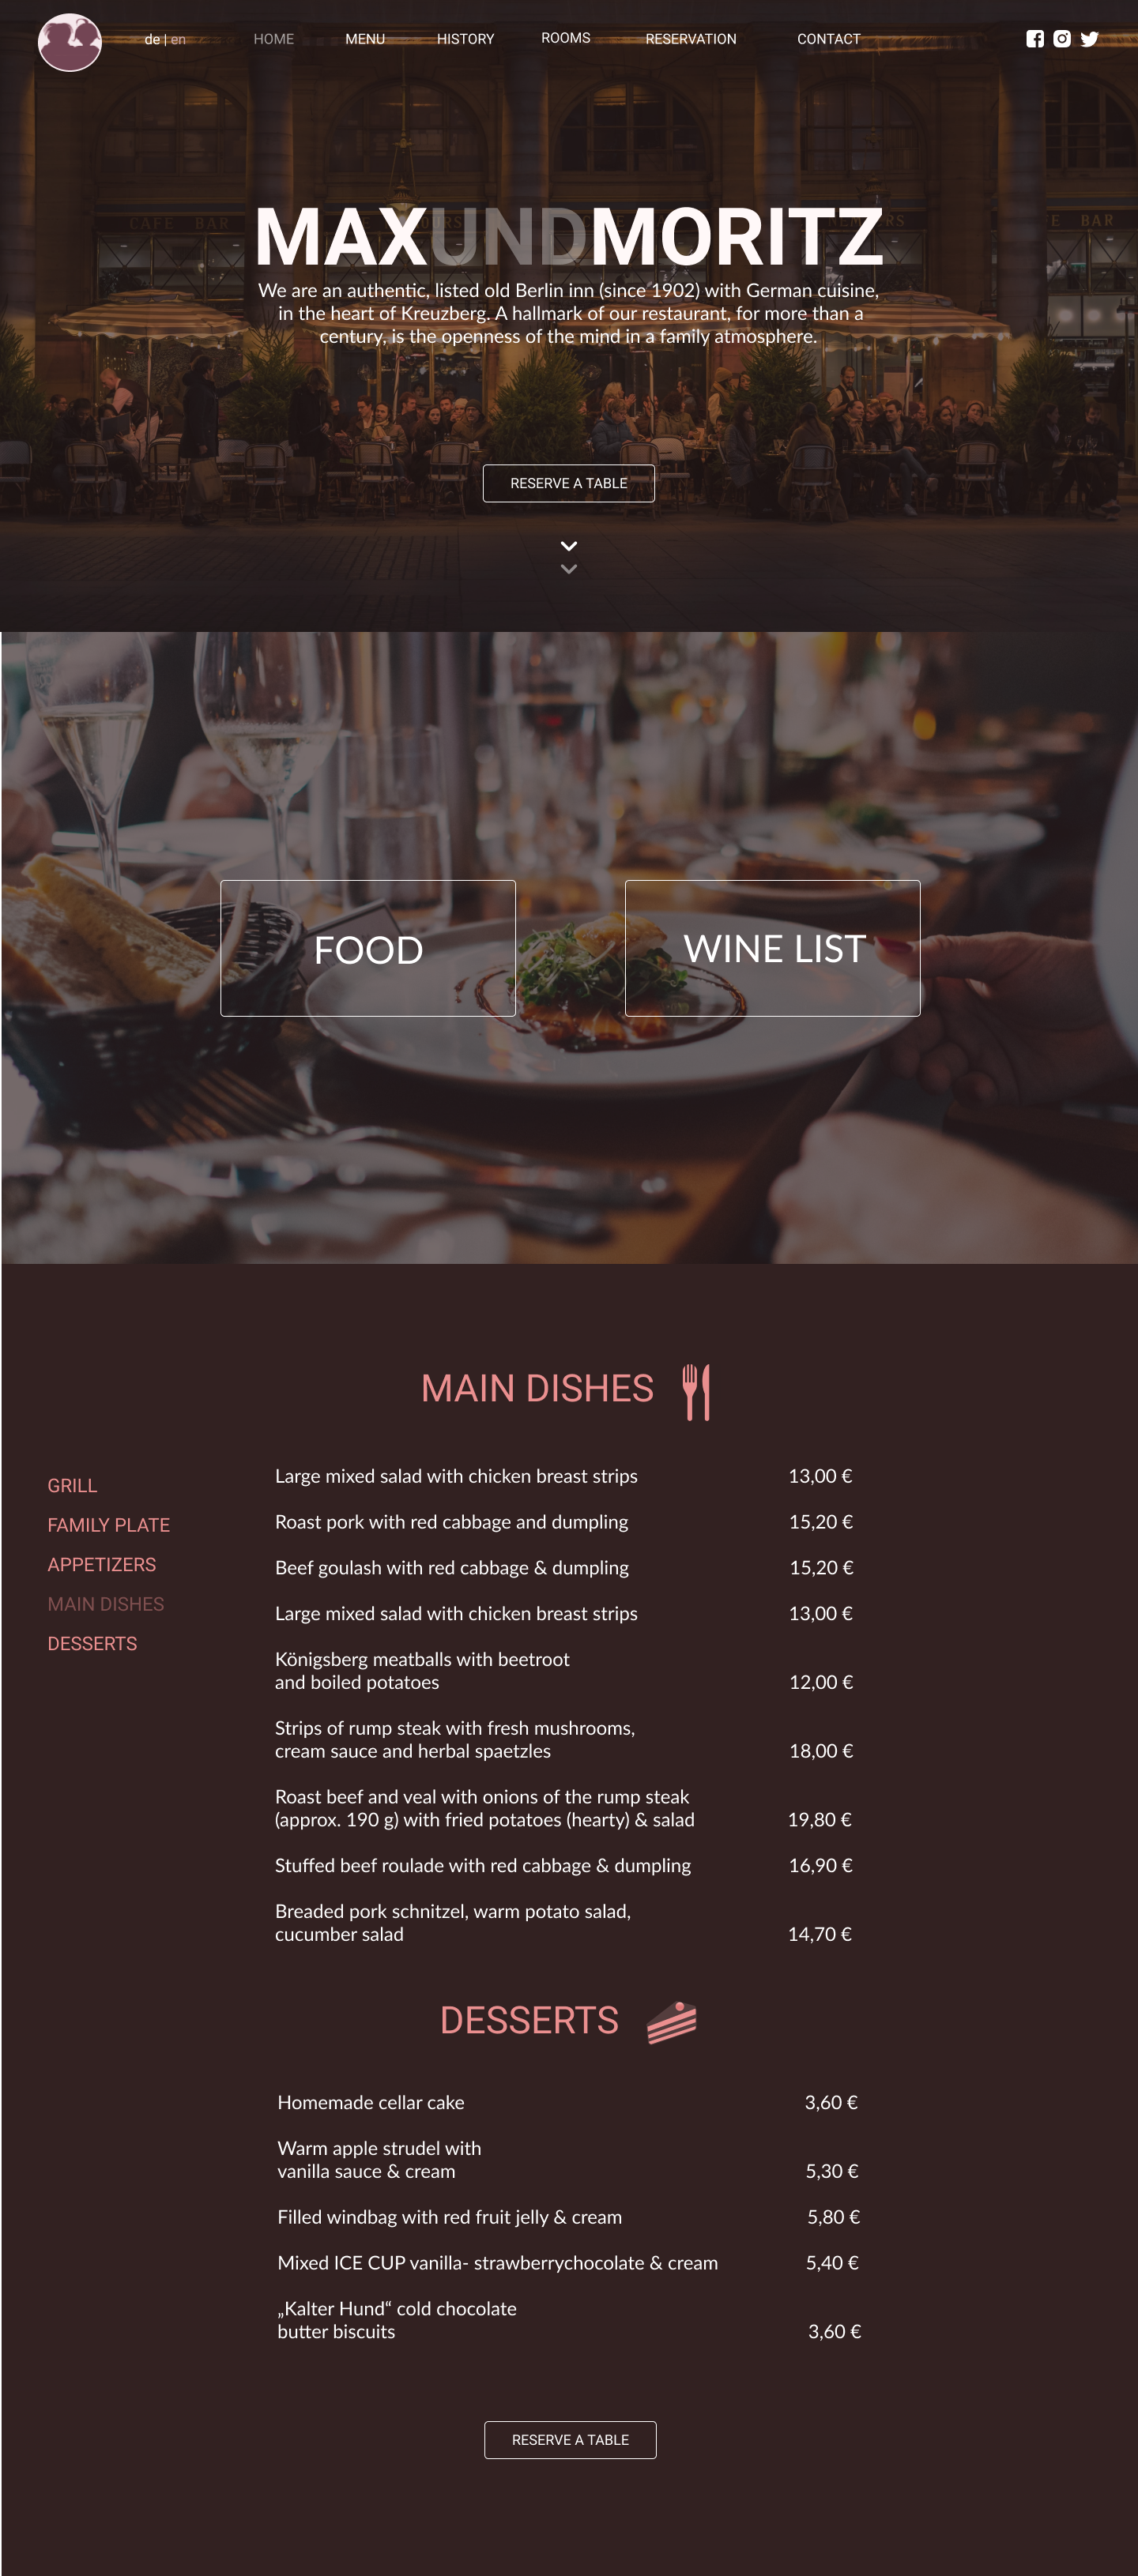 de | en
HOME
MENU
HISTORY
ROOMS
RESERVATION
CONTACT
CAFE BAR
BAR
MAXUNDMORITZ
We are an authentic, listed old Berlin inn (since 1902) with German cuisine,
in the heart of Kreuzberg. A hallmark of our restaurant, for more than a
century, is the openness of the mind in a family atmosphere.
RESERVE A TABLE
FOOD
WINE LIST
MAIN DISHES
GRILL
FAMILY PLATE
APPETIZERS
MAIN DISHES
DESSERTS
Large mixed salad with chicken breast strips 13,00 €
Roast pork with red cabbage and dumpling 15,20 €
Beef goulash with red cabbage & dumpling 15,20 €
Large mixed salad with chicken breast strips 13,00 €
Königsberg meatballs with beetroot
and boiled potatoes 12,00 €
Strips of rump steak with fresh mushrooms,
cream sauce and herbal spaetzles 18,00 €
Roast beef and veal with onions of the rump steak
(approx. 190 g) with fried potatoes (hearty) & salad 19,80 €
Stuffed beef roulade with red cabbage & dumpling 16,90 €
Breaded pork schnitzel, warm potato salad,
cucumber salad 14,70 €
DESSERTS
Homemade cellar cake 3,60 €
Warm apple strudel with
vanilla sauce & cream 5,30 €
Filled windbag with red fruit jelly & cream 5,80 €
Mixed ICE CUP vanilla- strawberrychocolate & cream 5,40 €
„Kalter Hund“ cold chocolate
butter biscuits 3,60 €
RESERVE A TABLE